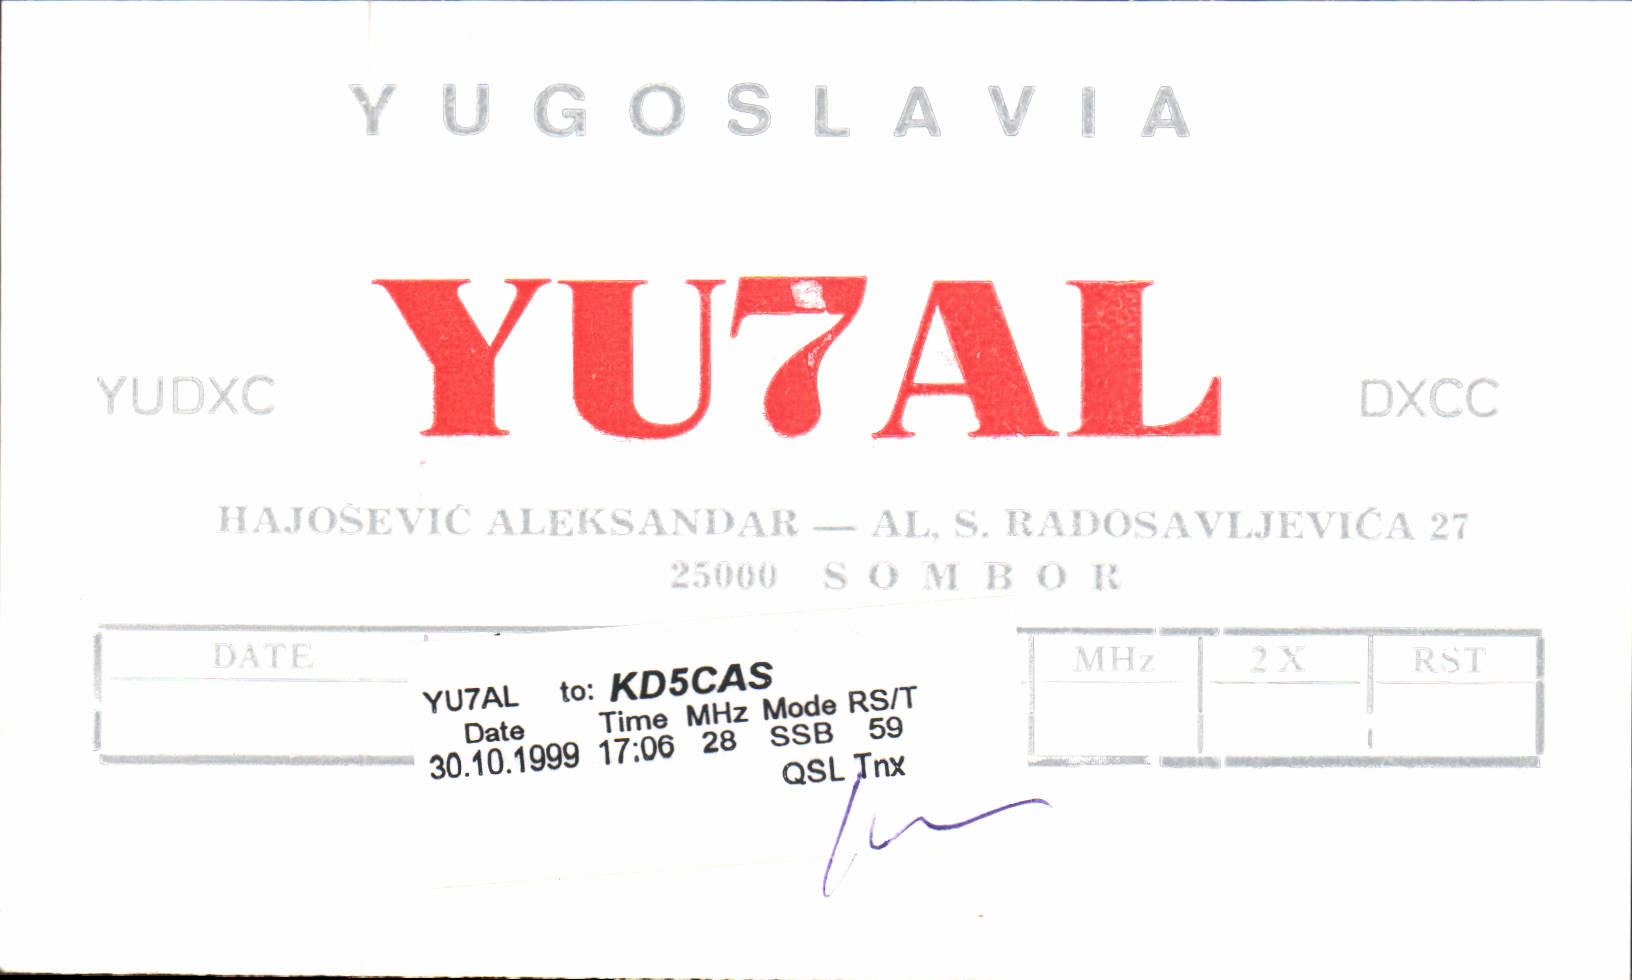 YUGOSLAVIA
YU7AL
YUDXC
DXCC
HAJOŠEVIĆ ALEKSANDAR — AL, S. RADOSAVLJEVIĆA 27
25000 SOMBOR
DATE MHz 2X RST
YU7AL to: KD5CAS
Date Time MHz Mode RS/T
30.10.1999 17:06 28 SSB 59
QSL Tnx